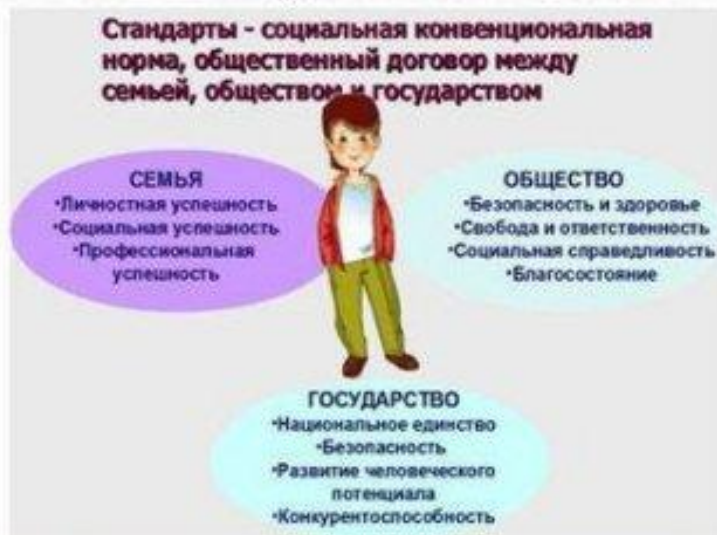 Стандарты - социальная конвенциональная
норма, общественный договор между
семьей, обществом и государством
СЕМЬЯ
•Личностная успешность
•Социальная успешность
•Профессиональная
успешность
ОБЩЕСТВО
•Безопасность и здоровье
•Свобода и ответственность
•Социальная справедливость
•Благосостояние
ГОСУДАРСТВО
•Национальное единство
•Безопасность
•Развитие человеческого
потенциала
•Конкурентоспособность